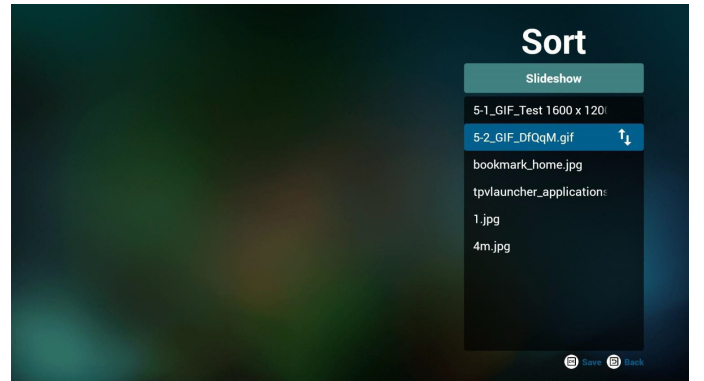 Sort
Slideshow
5-1_GIF_Test 1600 x 120
5-2_GIF_DfQqM.gif
bookmark_home.jpg
tpvlauncher_applications
1.jpg
4m.jpg
Save Back